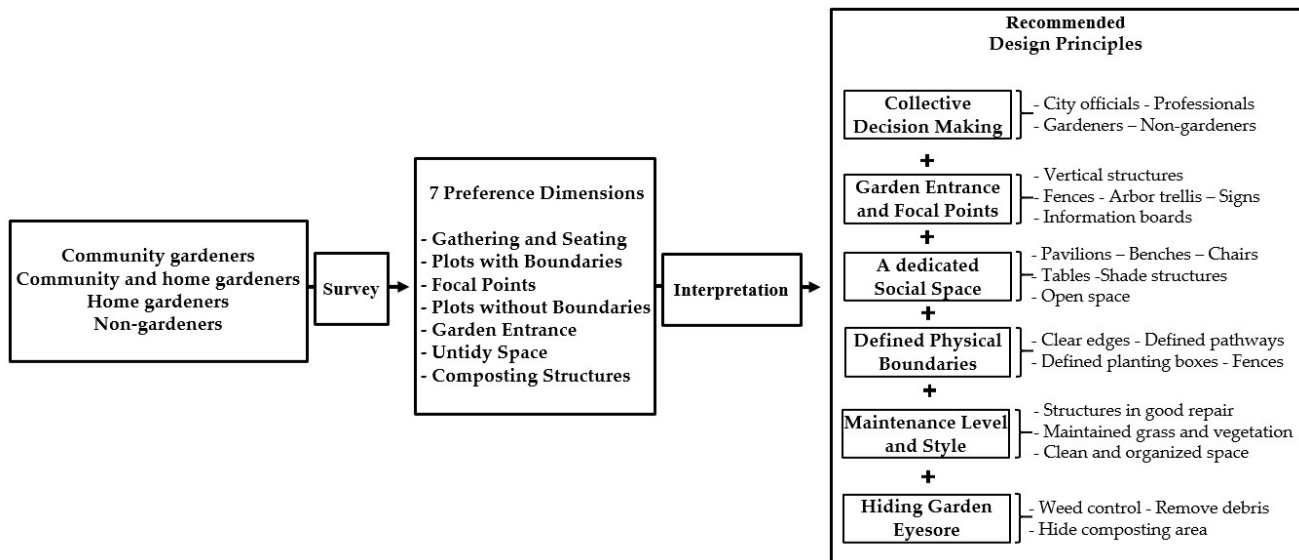 Community gardeners
Community and home gardeners
Home gardeners
Non-gardeners
Survey
7 Preference Dimensions
- Gathering and Seating
- Plots with Boundaries
- Focal Points
- Plots without Boundaries
- Garden Entrance
- Untidy Space
- Composting Structures
Interpretation
Recommended
Design Principles
Collective
Decision Making
- City officials - Professionals
- Gardeners – Non-gardeners
+
Garden Entrance
and Focal Points
- Vertical structures
- Fences - Arbor trellis – Signs
- Information boards
+
A dedicated
Social Space
- Pavilions – Benches – Chairs
- Tables -Shade structures
- Open space
+
Defined Physical
Boundaries
- Clear edges - Defined pathways
- Defined planting boxes - Fences
+
Maintenance Level
and Style
- Structures in good repair
- Maintained grass and vegetation
- Clean and organized space
+
Hiding Garden
Eyesore
- Weed control - Remove debris
- Hide composting area